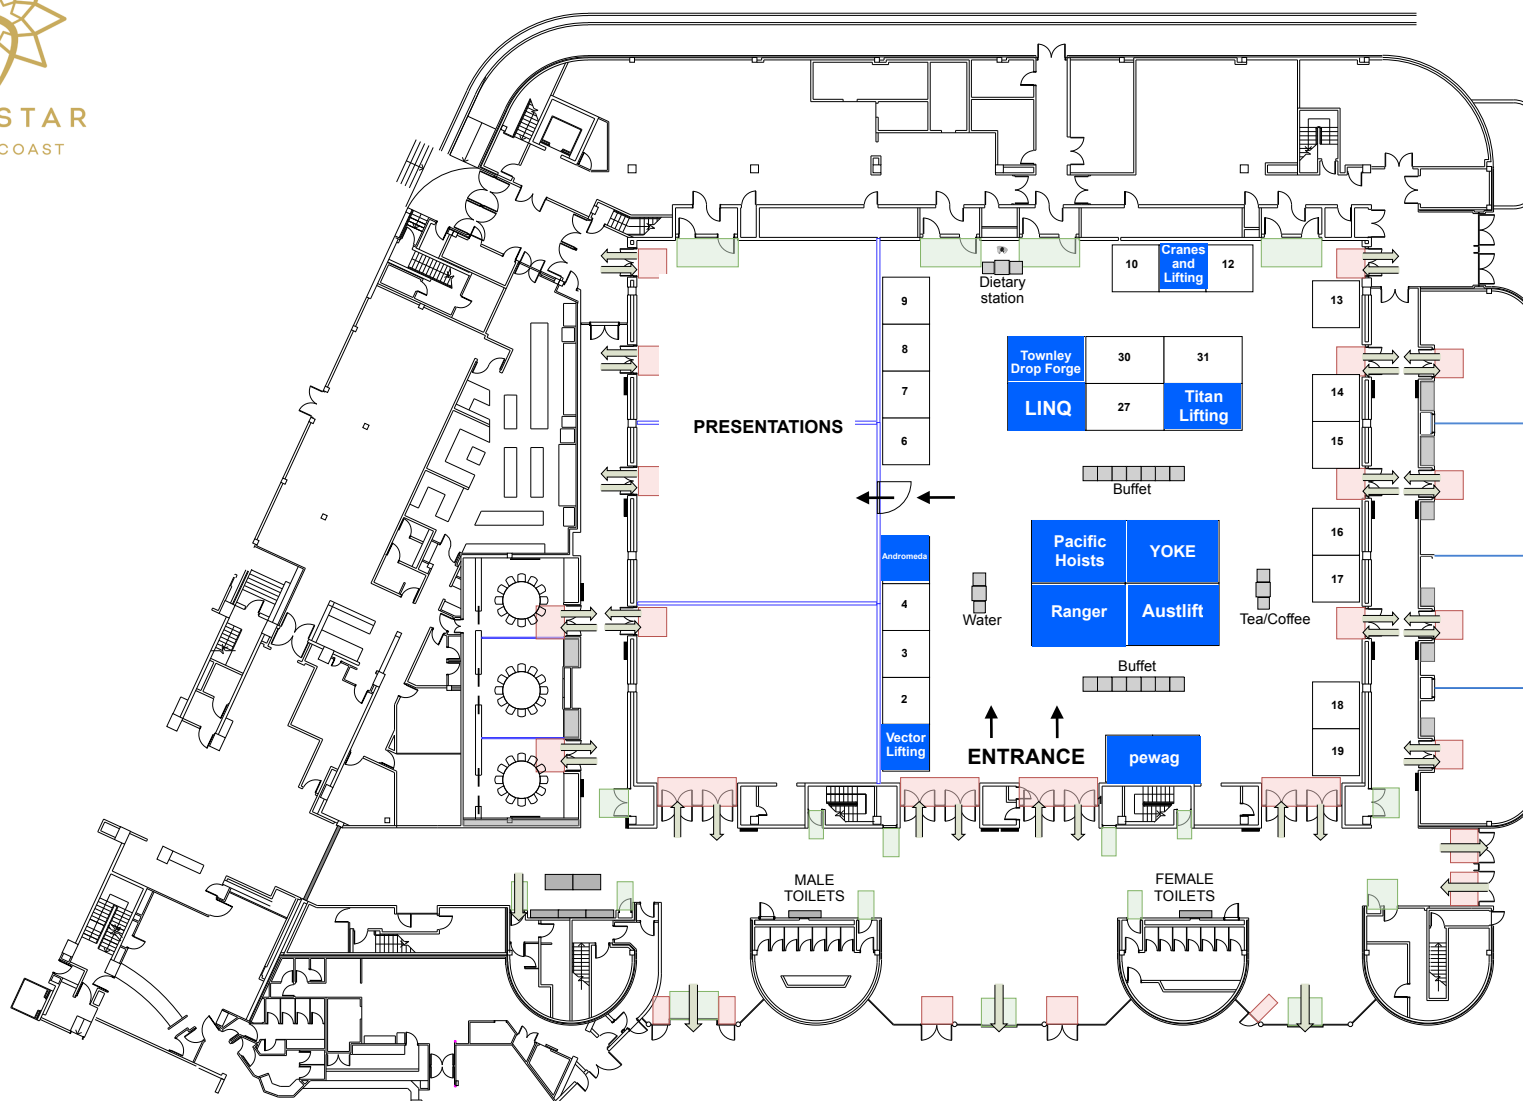 STAR
COAST
Cranes
and
Lifting
10
12
Dietary
station
13
9
8
7
6
Townley
Drop Forge
30
31
LINQ
27
Titan
Lifting
14
15
PRESENTATIONS
Buffet
16
17
Andromeda
Pacific
Hoists
YOKE
Ranger
Austlift
4
3
2
Water
Tea/Coffee
Buffet
18
19
Vector
Lifting
ENTRANCE
pewag
MALE
TOILETS
FEMALE
TOILETS